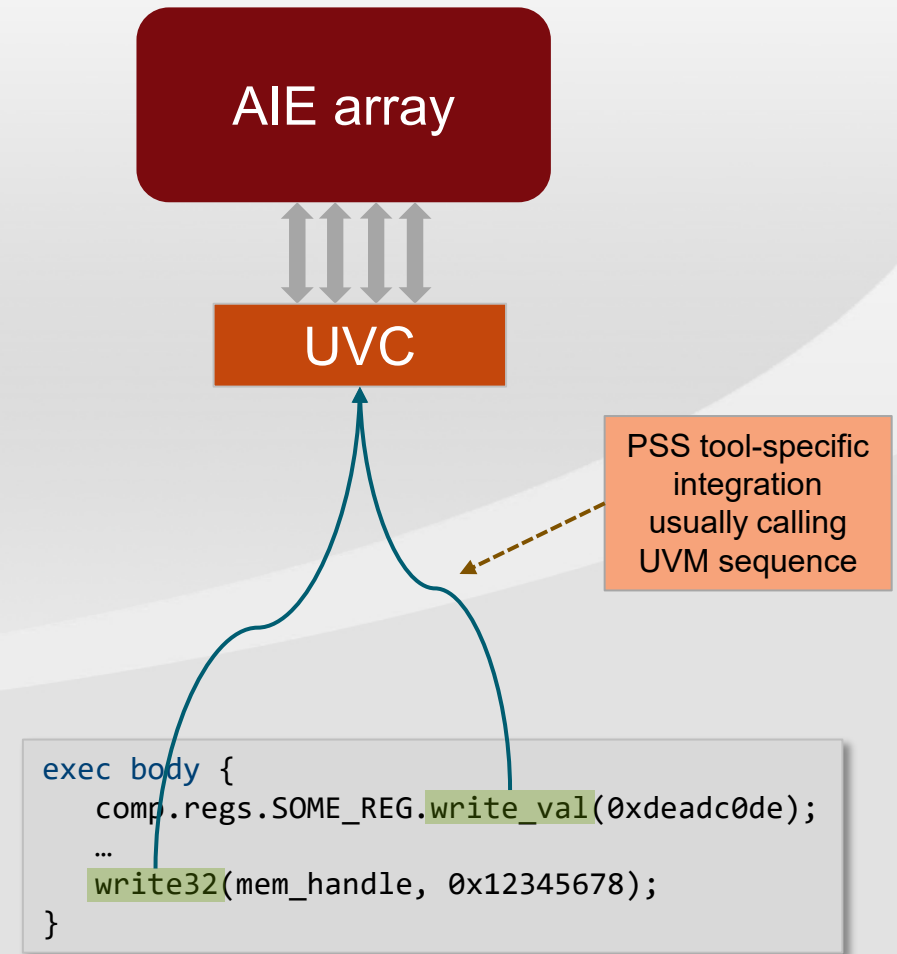 AIE array
UVC
PSS tool-specific
integration
usually calling
UVM sequence
exec body {
comp.regs.SOME_REG.write_val(0xdeadc0de);
…
write32(mem_handle, 0x12345678);
}